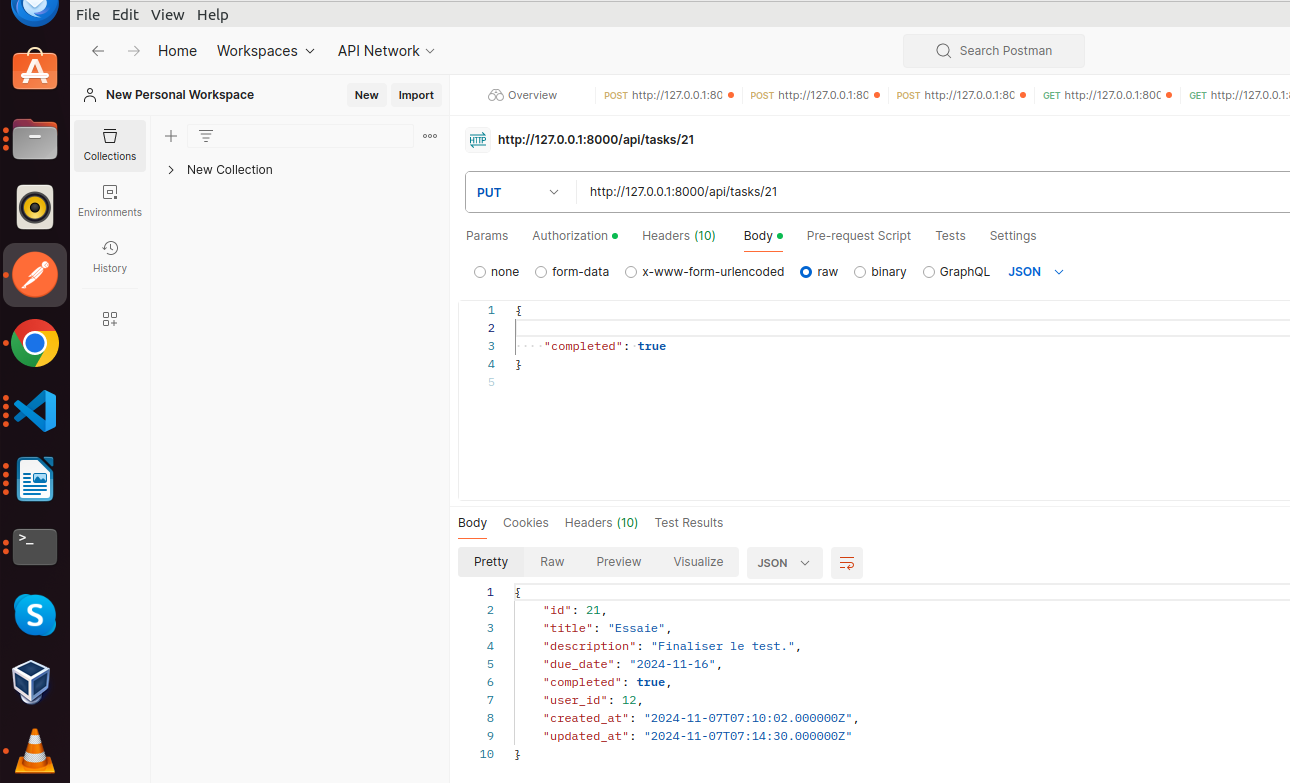 File Edit View Help
Home Workspaces API Network Search Postman
New Personal Workspace New Import
Overview POST http://127.0.0.1:80 POST http://127.0.0.1:8C POST http://127.0.0.1:8C GET http://127.0.0.1:800 GET http://127.0.0.1:
HTTP http://127.0.0.1:8000/api/tasks/21
Collections
New Collection
Environments
History
PUT http://127.0.0.1:8000/api/tasks/21
Params Authorization Headers (10) Body Pre-request Script Tests Settings
none form-data x-www-form-urlencoded raw binary GraphQL JSON
1 {
2
3 "completed": true
4 }
5
Body Cookies Headers (10) Test Results
Pretty Raw Preview Visualize JSON
1 {
2 "id": 21,
3 "title": "Essaie",
4 "description": "Finaliser le test.",
5 "due_date": "2024-11-16",
6 "completed": true,
7 "user_id": 12,
8 "created_at": "2024-11-07T07:10:02.000000Z",
9 "updated_at": "2024-11-07T07:14:30.000000Z"
10 }